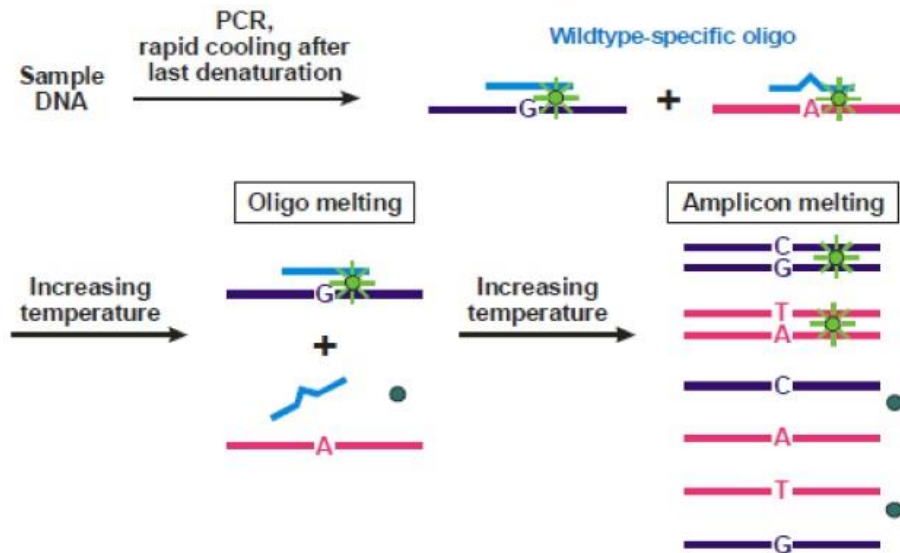 PCR,
rapid cooling after
last denaturation
Sample
DNA
Wildtype-specific oligo
G
+
A
Oligo melting
Amplicon melting
Increasing
temperature
G
+
A
Increasing
temperature
C
G
T
A
C
A
T
G